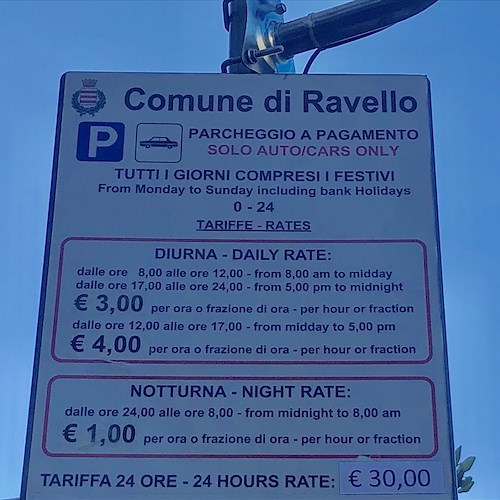 Comune di Ravello
P
PARCHEGGIO A PAGAMENTO
SOLO AUTO/CARS ONLY
TUTTI I GIORNI COMPRESI I FESTIVI
From Monday to Sunday including bank Holidays
0 - 24
TARIFFE - RATES
DIURNA - DAILY RATE:
dalle ore 8,00 alle ore 12,00 - from 8,00 am to midday
dalle ore 17,00 alle ore 24,00 - from 5,00 pm to midnight
€ 3,00 per ora o frazione di ora - per hour or fraction
dalle ore 12,00 alle ore 17,00 - from midday to 5,00 pm
€ 4,00 per ora o frazione di ora - per hour or fraction
NOTTURNA - NIGHT RATE:
dalle ore 24,00 alle ore 8,00 - from midnight to 8,00 am
€ 1,00 per ora o frazione di ora - per hour or fraction
TARIFFA 24 ORE - 24 HOURS RATE: € 30,00